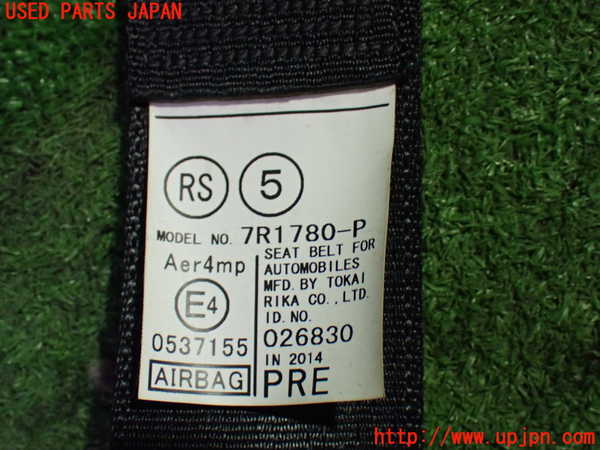 USED PARTS JAPAN
RS 5
MODEL NO. 7R1780-P
Aer4mp
E4
0537155
AIRBAG
SEAT BELT FOR
AUTOMOBILES
MFD. BY TOKAI
RIKA CO., LTD.
ID. NO.
026830
IN 2014
PRE
http://www.upjpn.com/